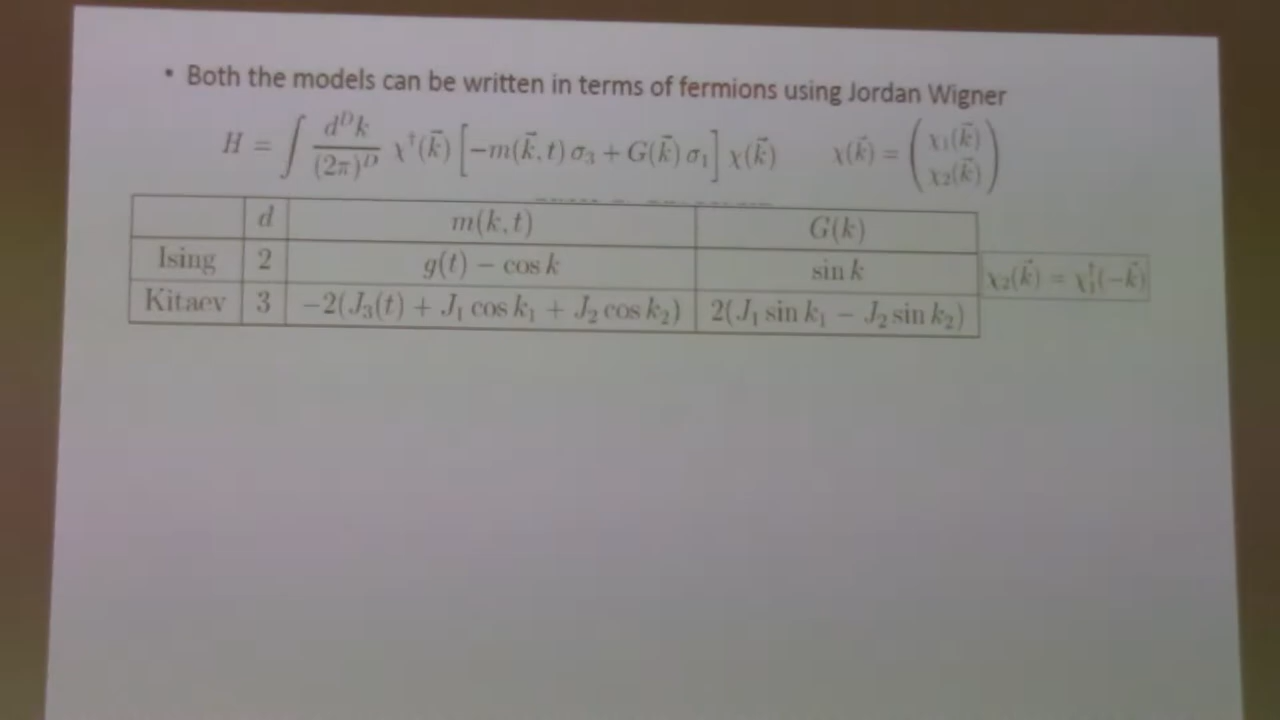 • Both the models can be written in terms of fermions using Jordan Wigner
H = ∫ d^D k / (2π)^D χ†(k⃗) [−m(k⃗, t) σ₃ + G(k⃗) σ₁] χ(k⃗)   χ(k⃗) = ( χ₁(k⃗) χ₂(k⃗) )
d   m(k, t)   G(k)
Ising   2   g(t) − cos k   sin k   χ₂(k⃗) = χ₁†(−k⃗)
Kitaev   3   −2(J₃(t) + J₁ cos k₁ + J₂ cos k₂)   2(J₁ sin k₁ − J₂ sin k₂)